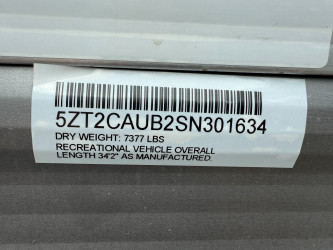 5ZT2CAUB2SN301634
DRY WEIGHT: 7377 LBS
RECREATIONAL VEHICLE OVERALL
LENGTH 34'2" AS MANUFACTURED.